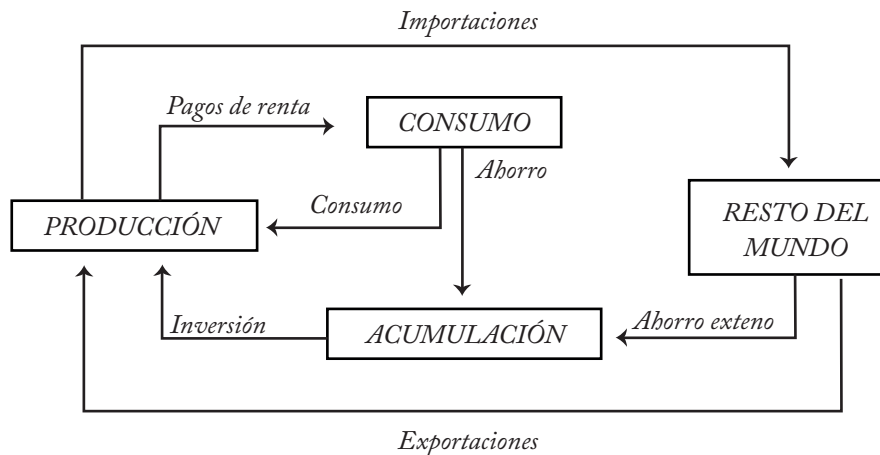 Importaciones
Pagos de renta
CONSUMO
Ahorro
Consumo
PRODUCCIÓN
RESTO DEL
MUNDO
Inversión
ACUMULACIÓN
Ahorro exteno
Exportaciones